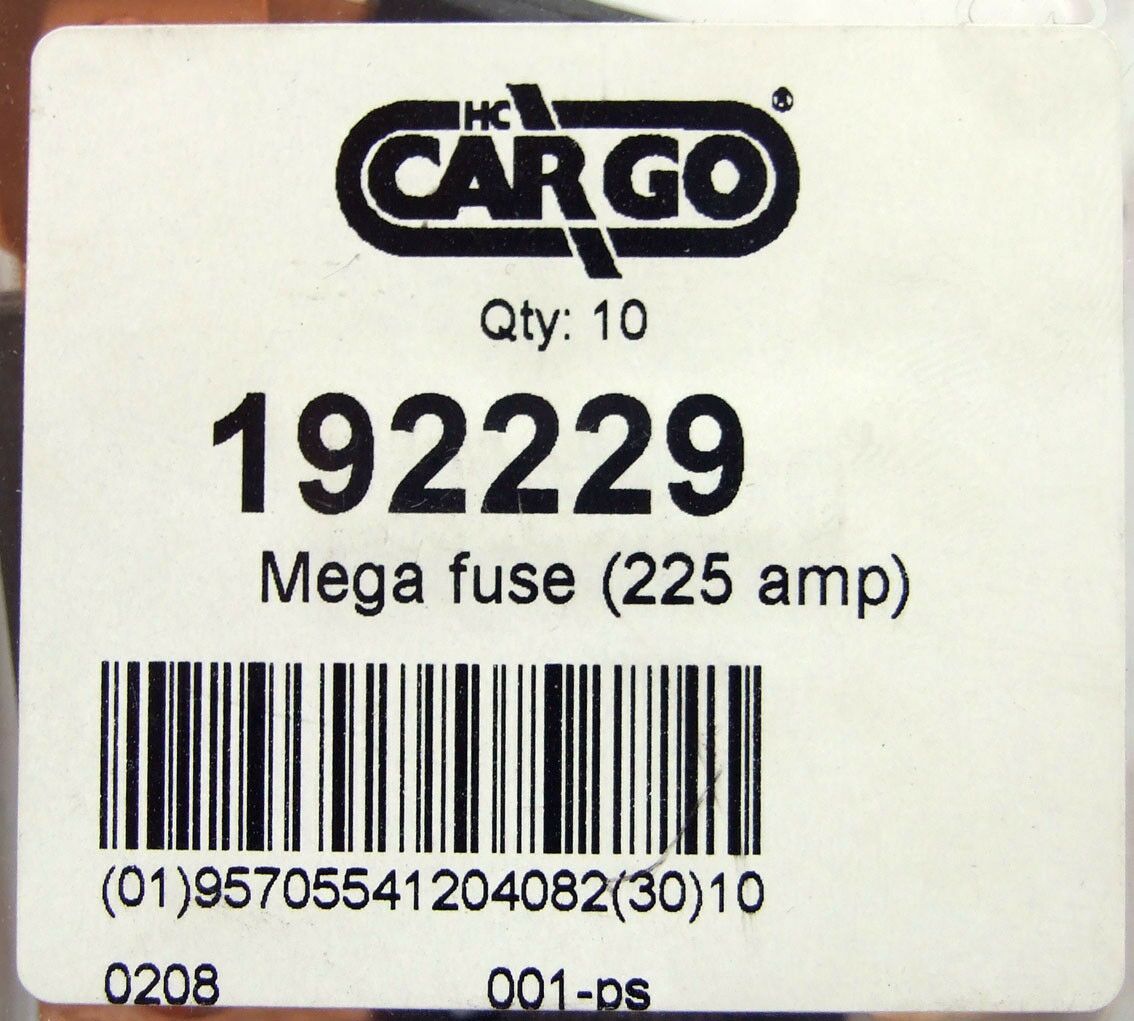 HC
CARGO®
Qty: 10
192229
Mega fuse (225 amp)
(01)95705541204082(30)10
0208 001-ps